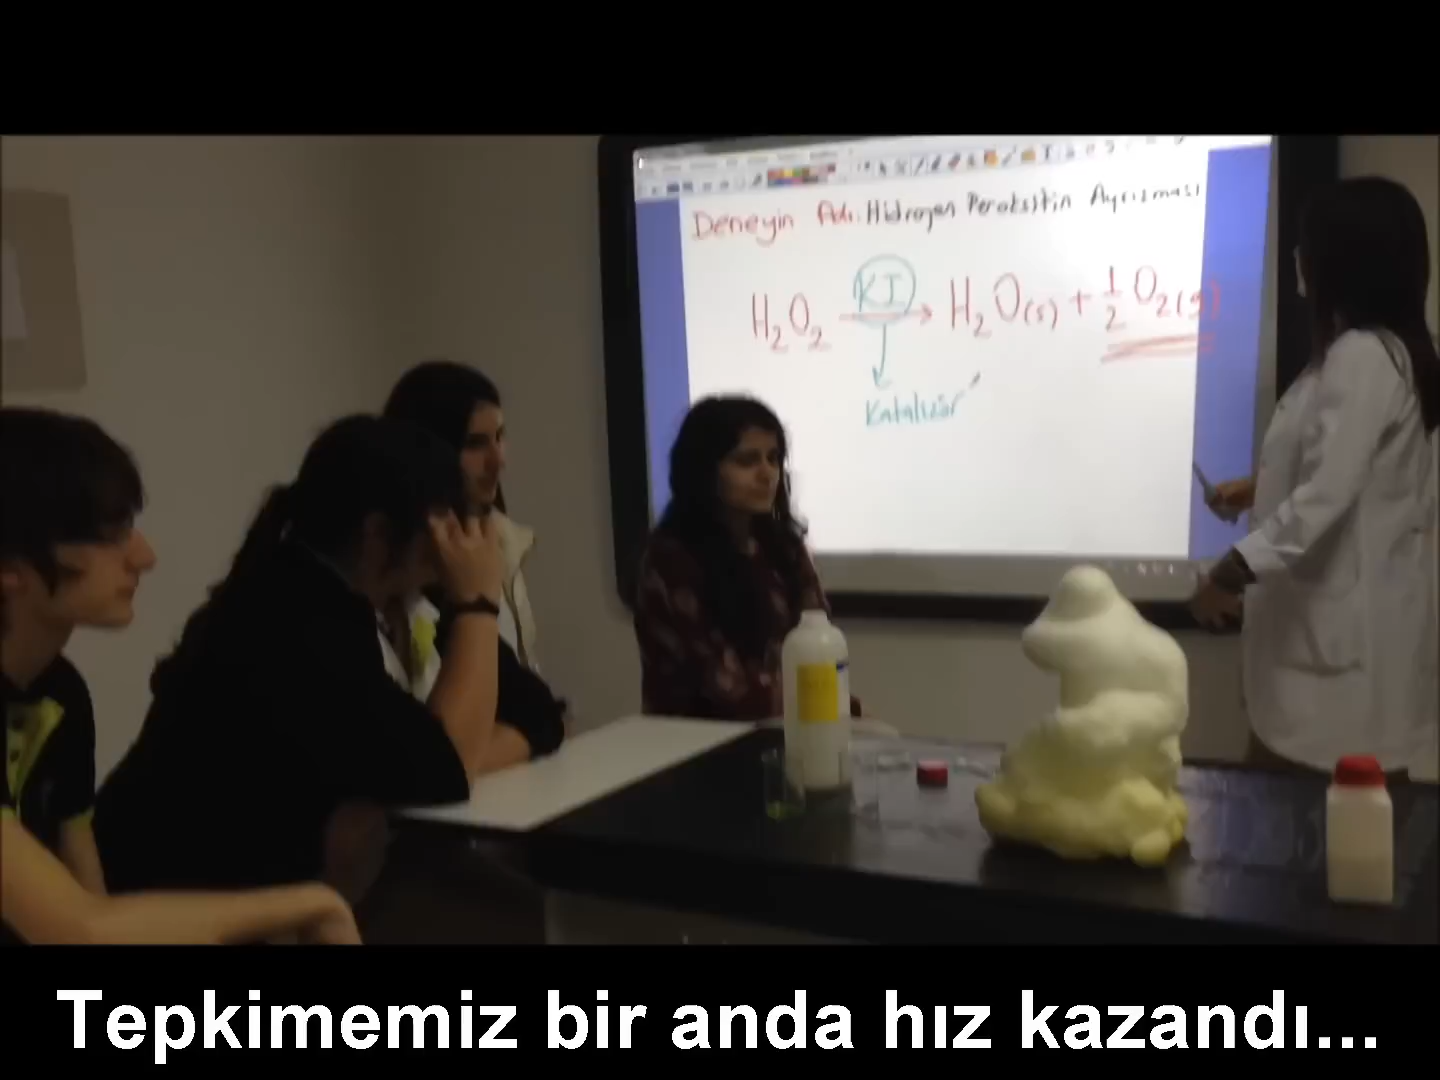 Deneyin Adı: Hidrojen Peroksitin Ayrışması
H₂O₂ KI → H₂O(s) + 1/2 O₂(g)
Katalizör
Tepkimemiz bir anda hız kazandı...